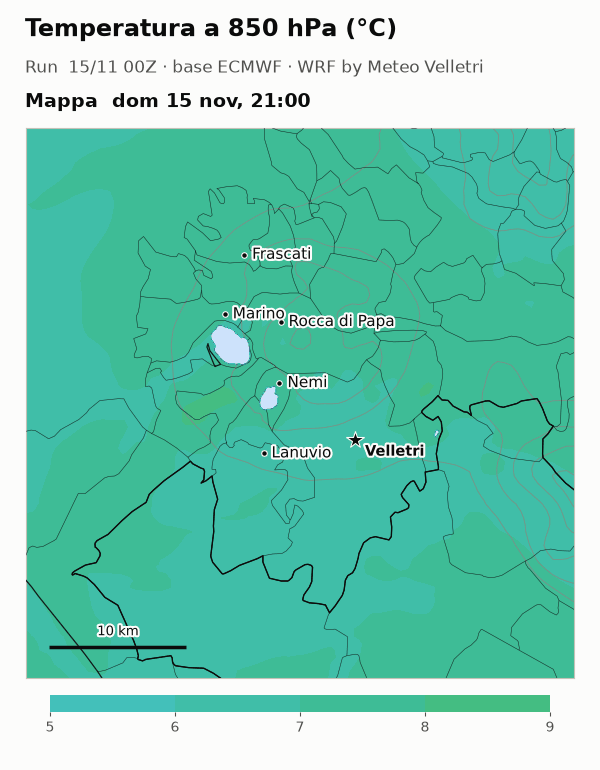 Temperatura a 850 hPa (°C)
Run  15/11 00Z · base ECMWF · WRF by Meteo Velletri
Mappa  dom 15 nov, 21:00
Frascati
Marino
Rocca di Papa
Nemi
Velletri
Lanuvio
10 km
5 6 7 8 9